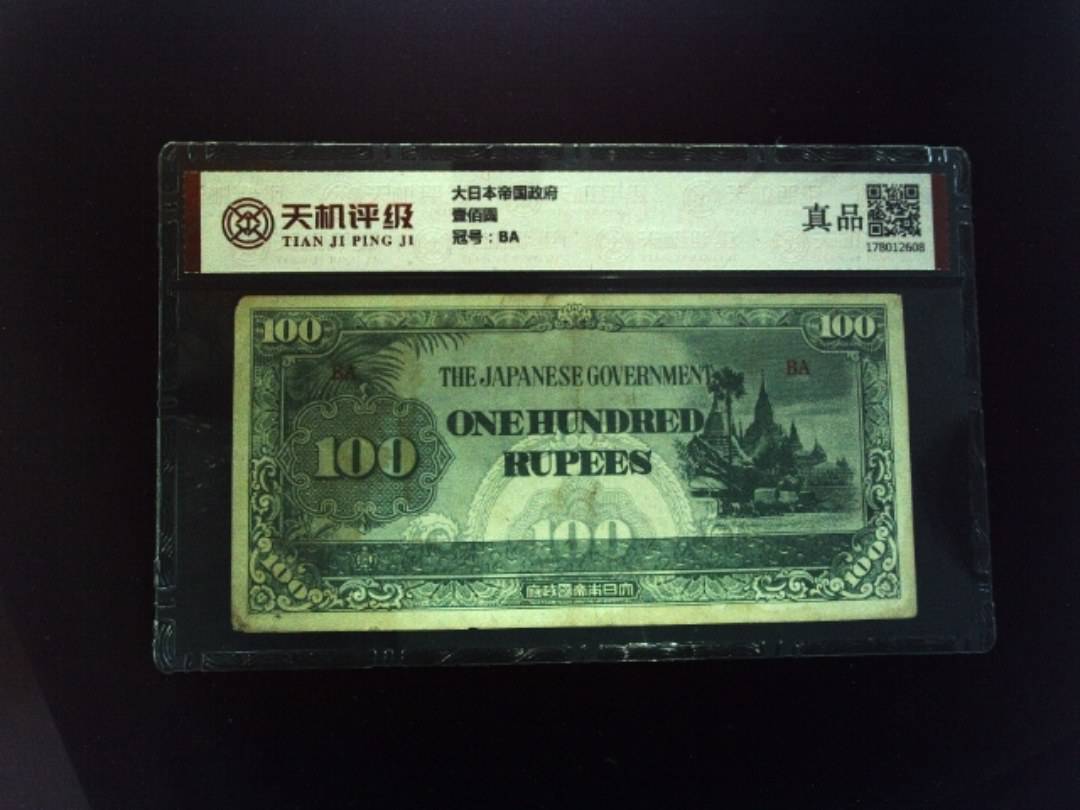 天机评级
TIAN JI PING JI
大日本帝国政府
壹佰圆
冠号：BA
真品
178012608
100
100
BA
BA
THE JAPANESE GOVERNMENT
ONE HUNDRED
RUPEES
100
100
100
100
府政國帝本日大